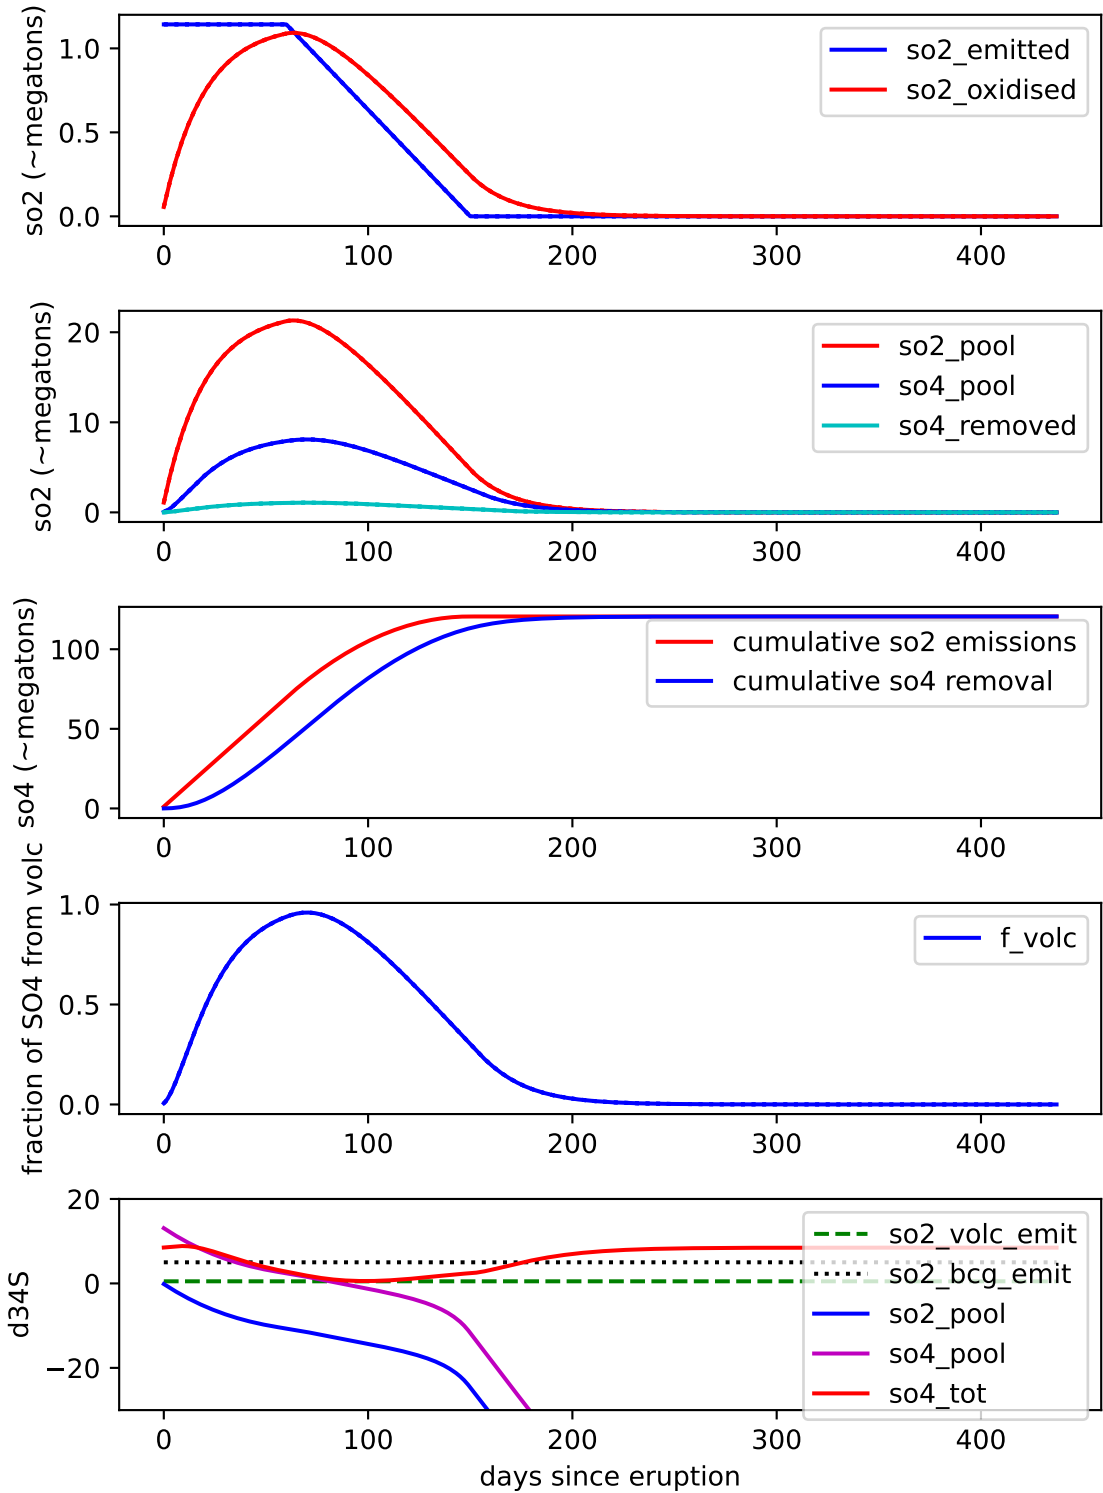 so2 (~megatons)
1.0
0.5
0.0
so2_emitted
so2_oxidised
0 100 200 300 400
so2 (~megatons)
20
10
0
so2_pool
so4_pool
so4_removed
0 100 200 300 400
so4 (~megatons)
100
50
0
cumulative so2 emissions
cumulative so4 removal
0 100 200 300 400
fraction of SO4 from volc
1.0
0.5
0.0
f_volc
0 100 200 300 400
d34S
20
0
−20
so2_volc_emit
so2_bcg_emit
so2_pool
so4_pool
so4_tot
0 100 200 300 400
days since eruption